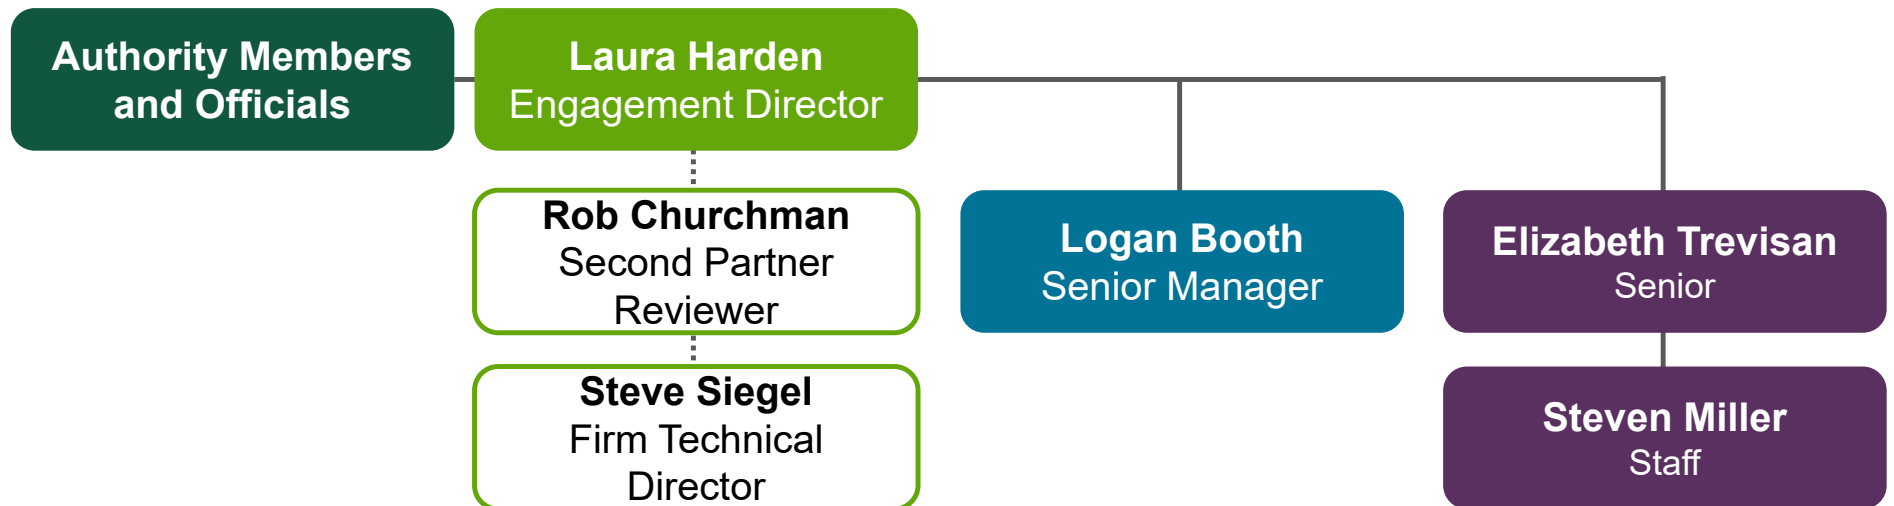 Authority Members
and Officials
Laura Harden
Engagement Director
Rob Churchman
Second Partner
Reviewer
Steve Siegel
Firm Technical
Director
Logan Booth
Senior Manager
Elizabeth Trevisan
Senior
Steven Miller
Staff